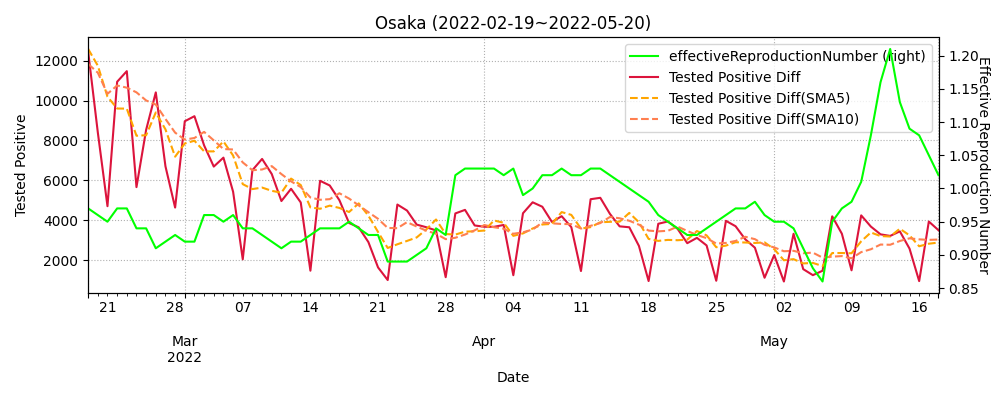 Osaka (2022-02-19~2022-05-20)
effectiveReproductionNumber (right)
Tested Positive Diff
Tested Positive Diff(SMA5)
Tested Positive Diff(SMA10)
Tested Positive
12000
10000
8000
6000
4000
2000
1.20
1.15
1.10
1.05
1.00
0.95
0.90
0.85
Effective Reproduction Number
21 28 07 14 21 28 04 11 18 25 02 09 16
Mar Apr May
2022
Date